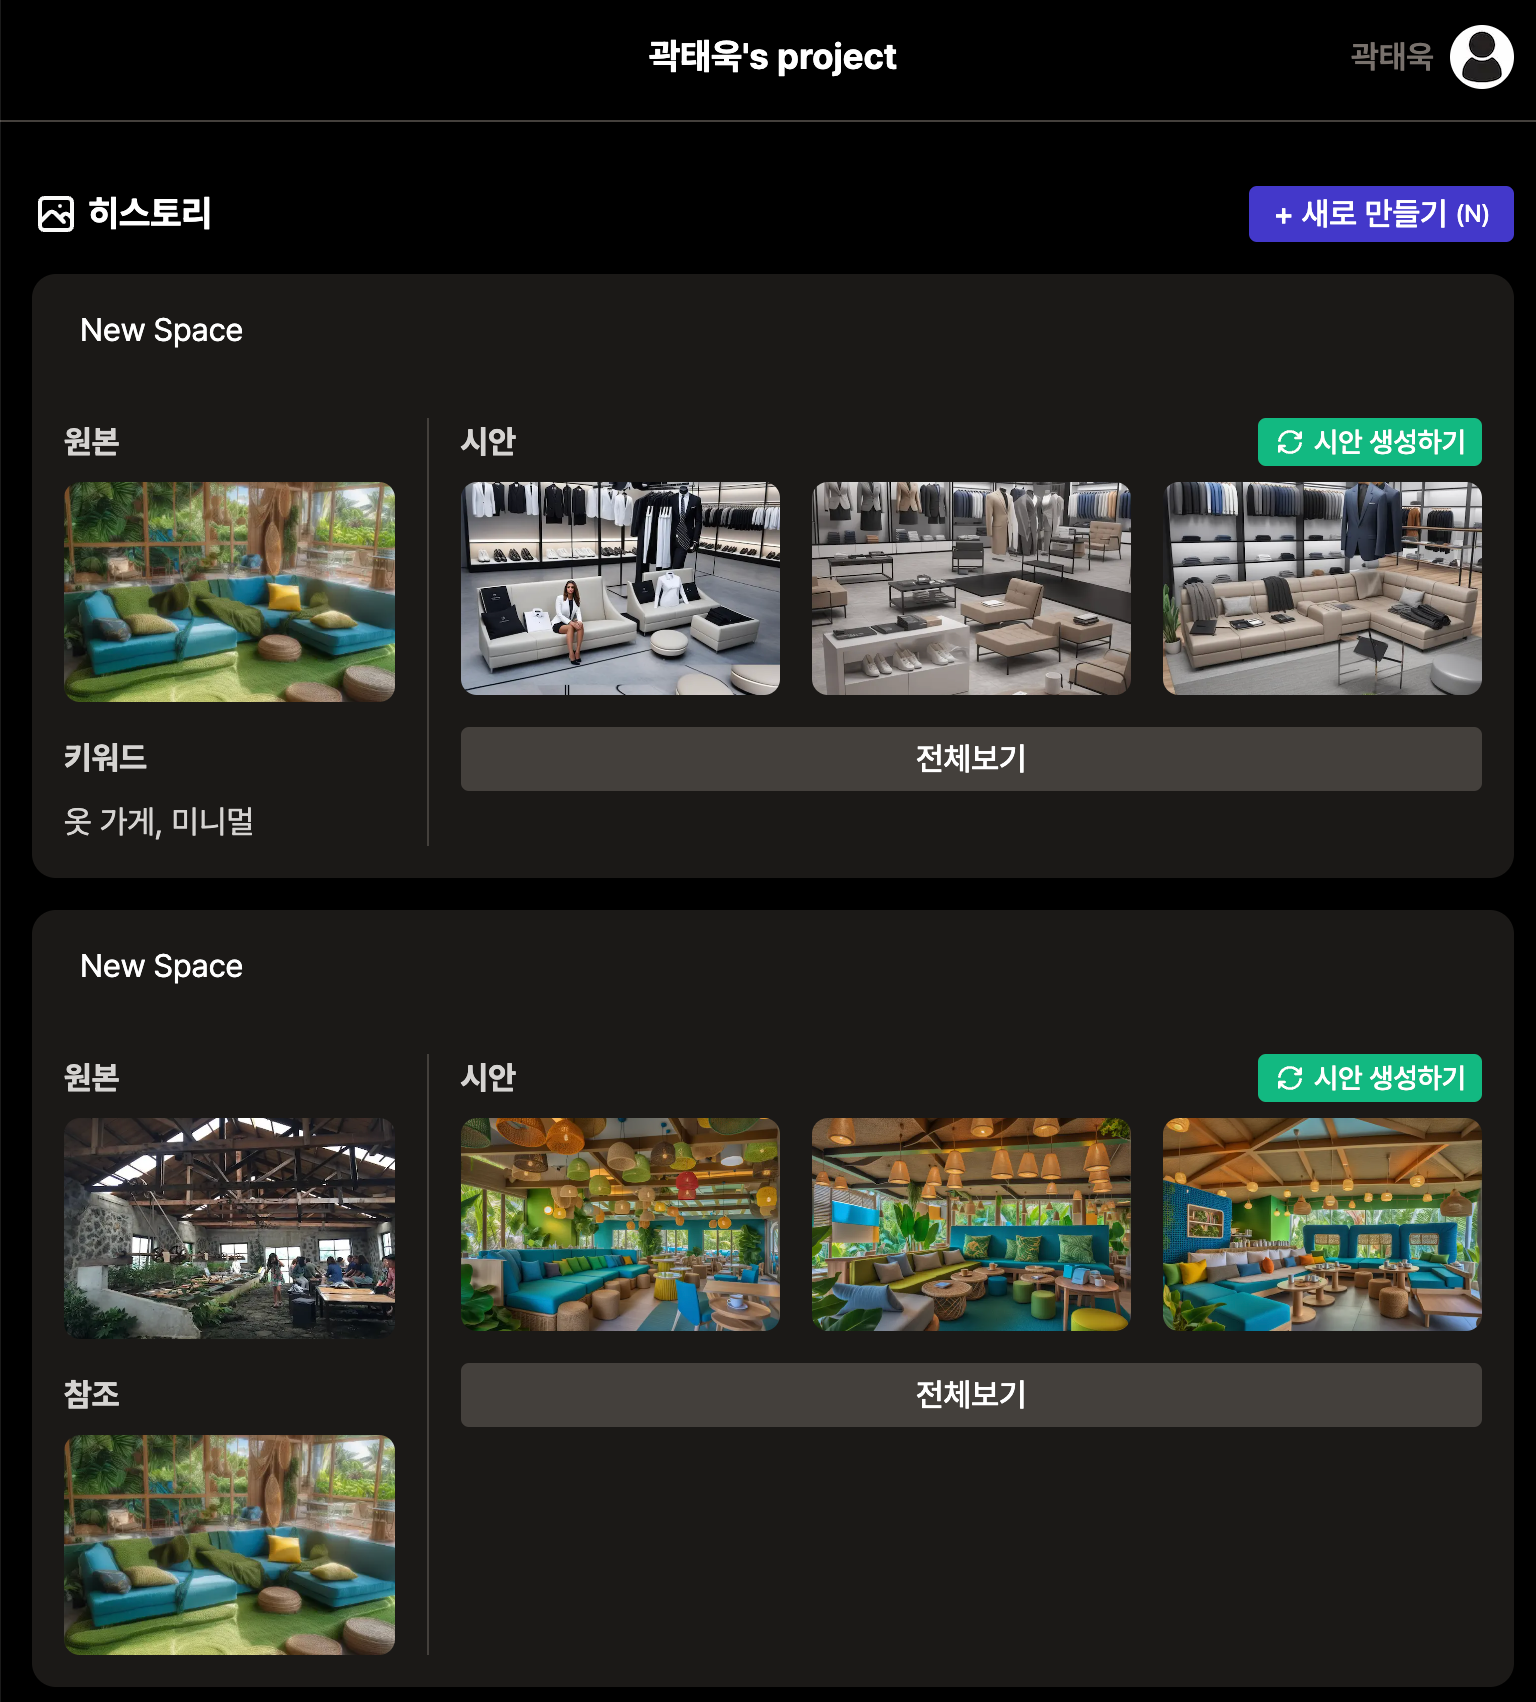 곽태욱's project
곽태욱
히스토리
+ 새로 만들기 (N)
New Space
원본
시안
시안 생성하기
키워드
옷 가게, 미니멀
전체보기
New Space
원본
시안
시안 생성하기
참조
전체보기